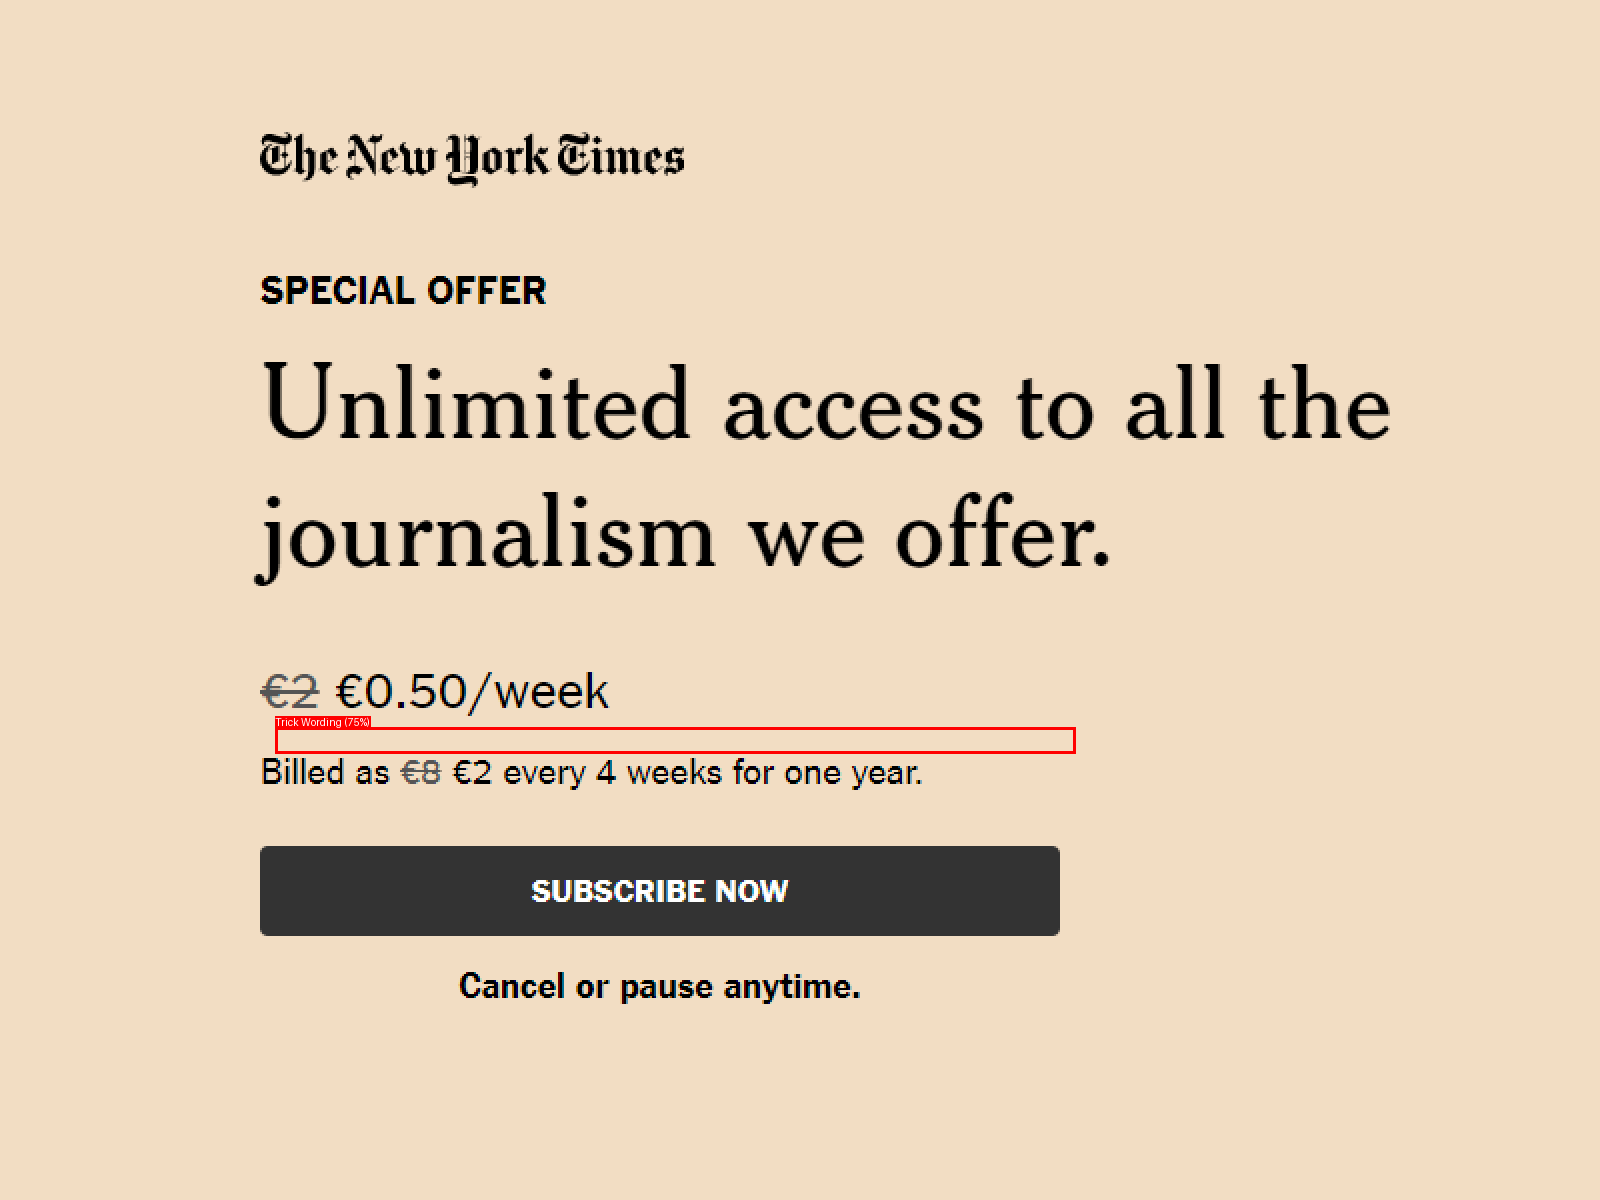 The New York Times
SPECIAL OFFER
Unlimited access to all the
journalism we offer.
€2 €0.50/week
Trick Wording (75%)
Billed as €8 €2 every 4 weeks for one year.
SUBSCRIBE NOW
Cancel or pause anytime.